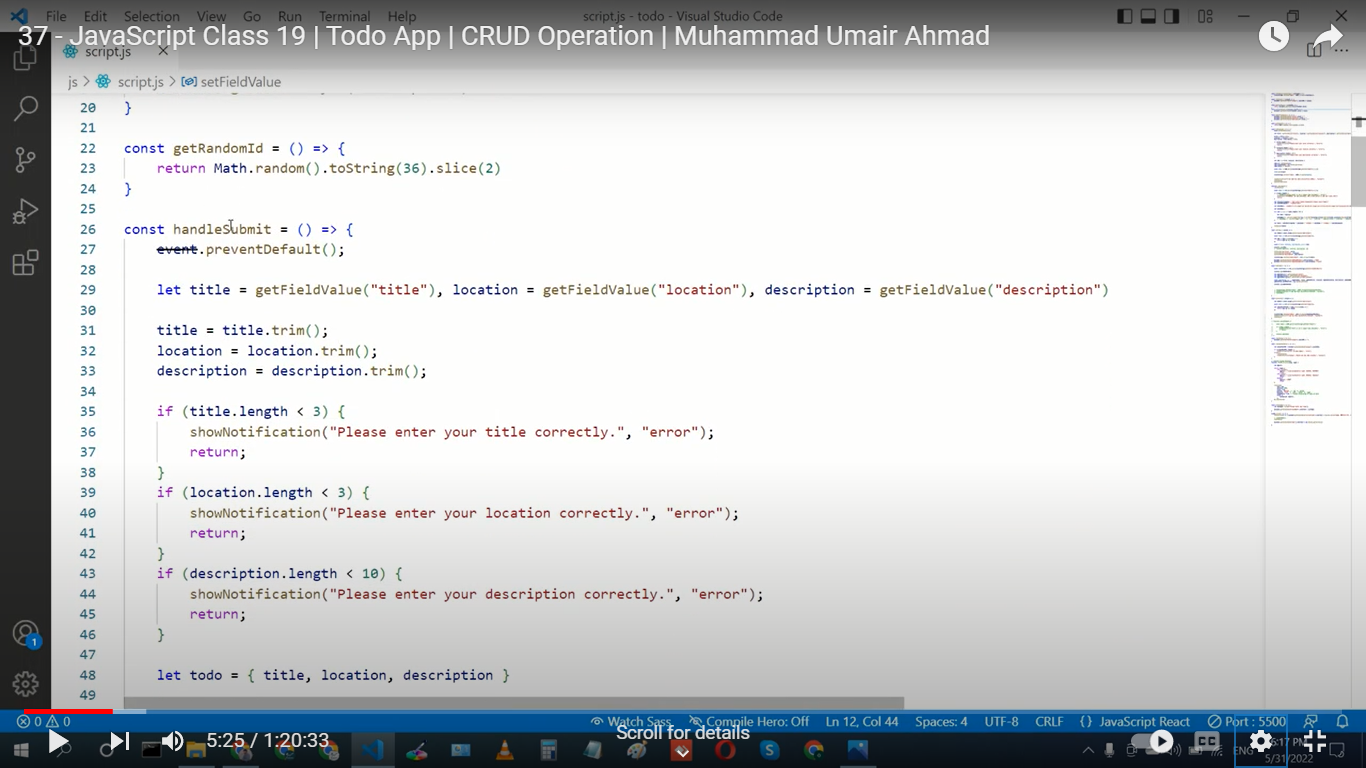 File Edit Selection View Go Run Terminal Help script.js - todo - Visual Studio Code
37 - JavaScript Class 19 | Todo App | CRUD Operation | Muhammad Umair Ahmad
script.js
js > script.js > setFieldValue
20 }
21
22 const getRandomId = () => {
23 return Math.random().toString(36).slice(2)
24 }
25
26 const handleSubmit = () => {
27 event.preventDefault();
28
29 let title = getFieldValue("title"), location = getFieldValue("location"), description = getFieldValue("description")
30
31 title = title.trim();
32 location = location.trim();
33 description = description.trim();
34
35 if (title.length < 3) {
36 showNotification("Please enter your title correctly.", "error");
37 return;
38 }
39 if (location.length < 3) {
40 showNotification("Please enter your location correctly.", "error");
41 return;
42 }
43 if (description.length < 10) {
44 showNotification("Please enter your description correctly.", "error");
45 return;
46 }
47
48 let todo = { title, location, description }
49
1
0 0 Watch Sass Compile Hero: Off Ln 12, Col 44 Spaces: 4 UTF-8 CRLF {} JavaScript React Port : 5500
Scroll for details
5:25 / 1:20:33
CC
ENG 6:17 PM
5/31/2022